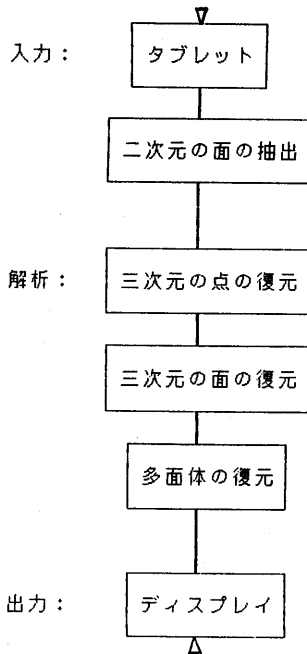 入力： タブレット
二次元の面の抽出
解析： 三次元の点の復元
三次元の面の復元
多面体の復元
出力： ディスプレイ